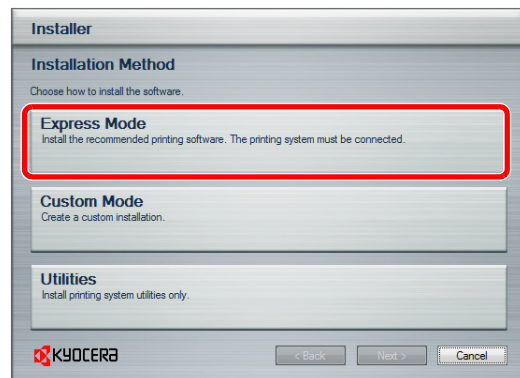 Installer
Installation Method
Choose how to install the software.
Express Mode
Install the recommended printing software. The printing system must be connected.
Custom Mode
Create a custom installation.
Utilities
Install printing system utilities only.
KYOCERA
< Back Next > Cancel